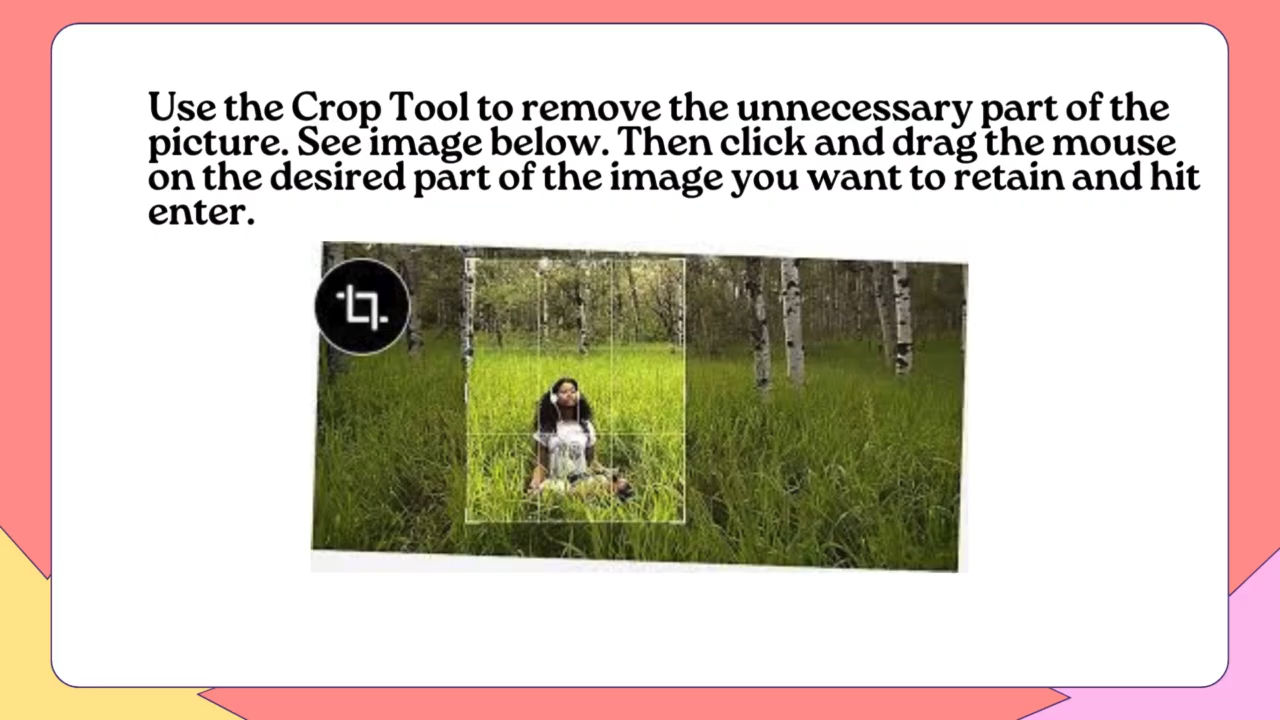 Use the Crop Tool to remove the unnecessary part of the
picture. See image below. Then click and drag the mouse
on the desired part of the image you want to retain and hit
enter.